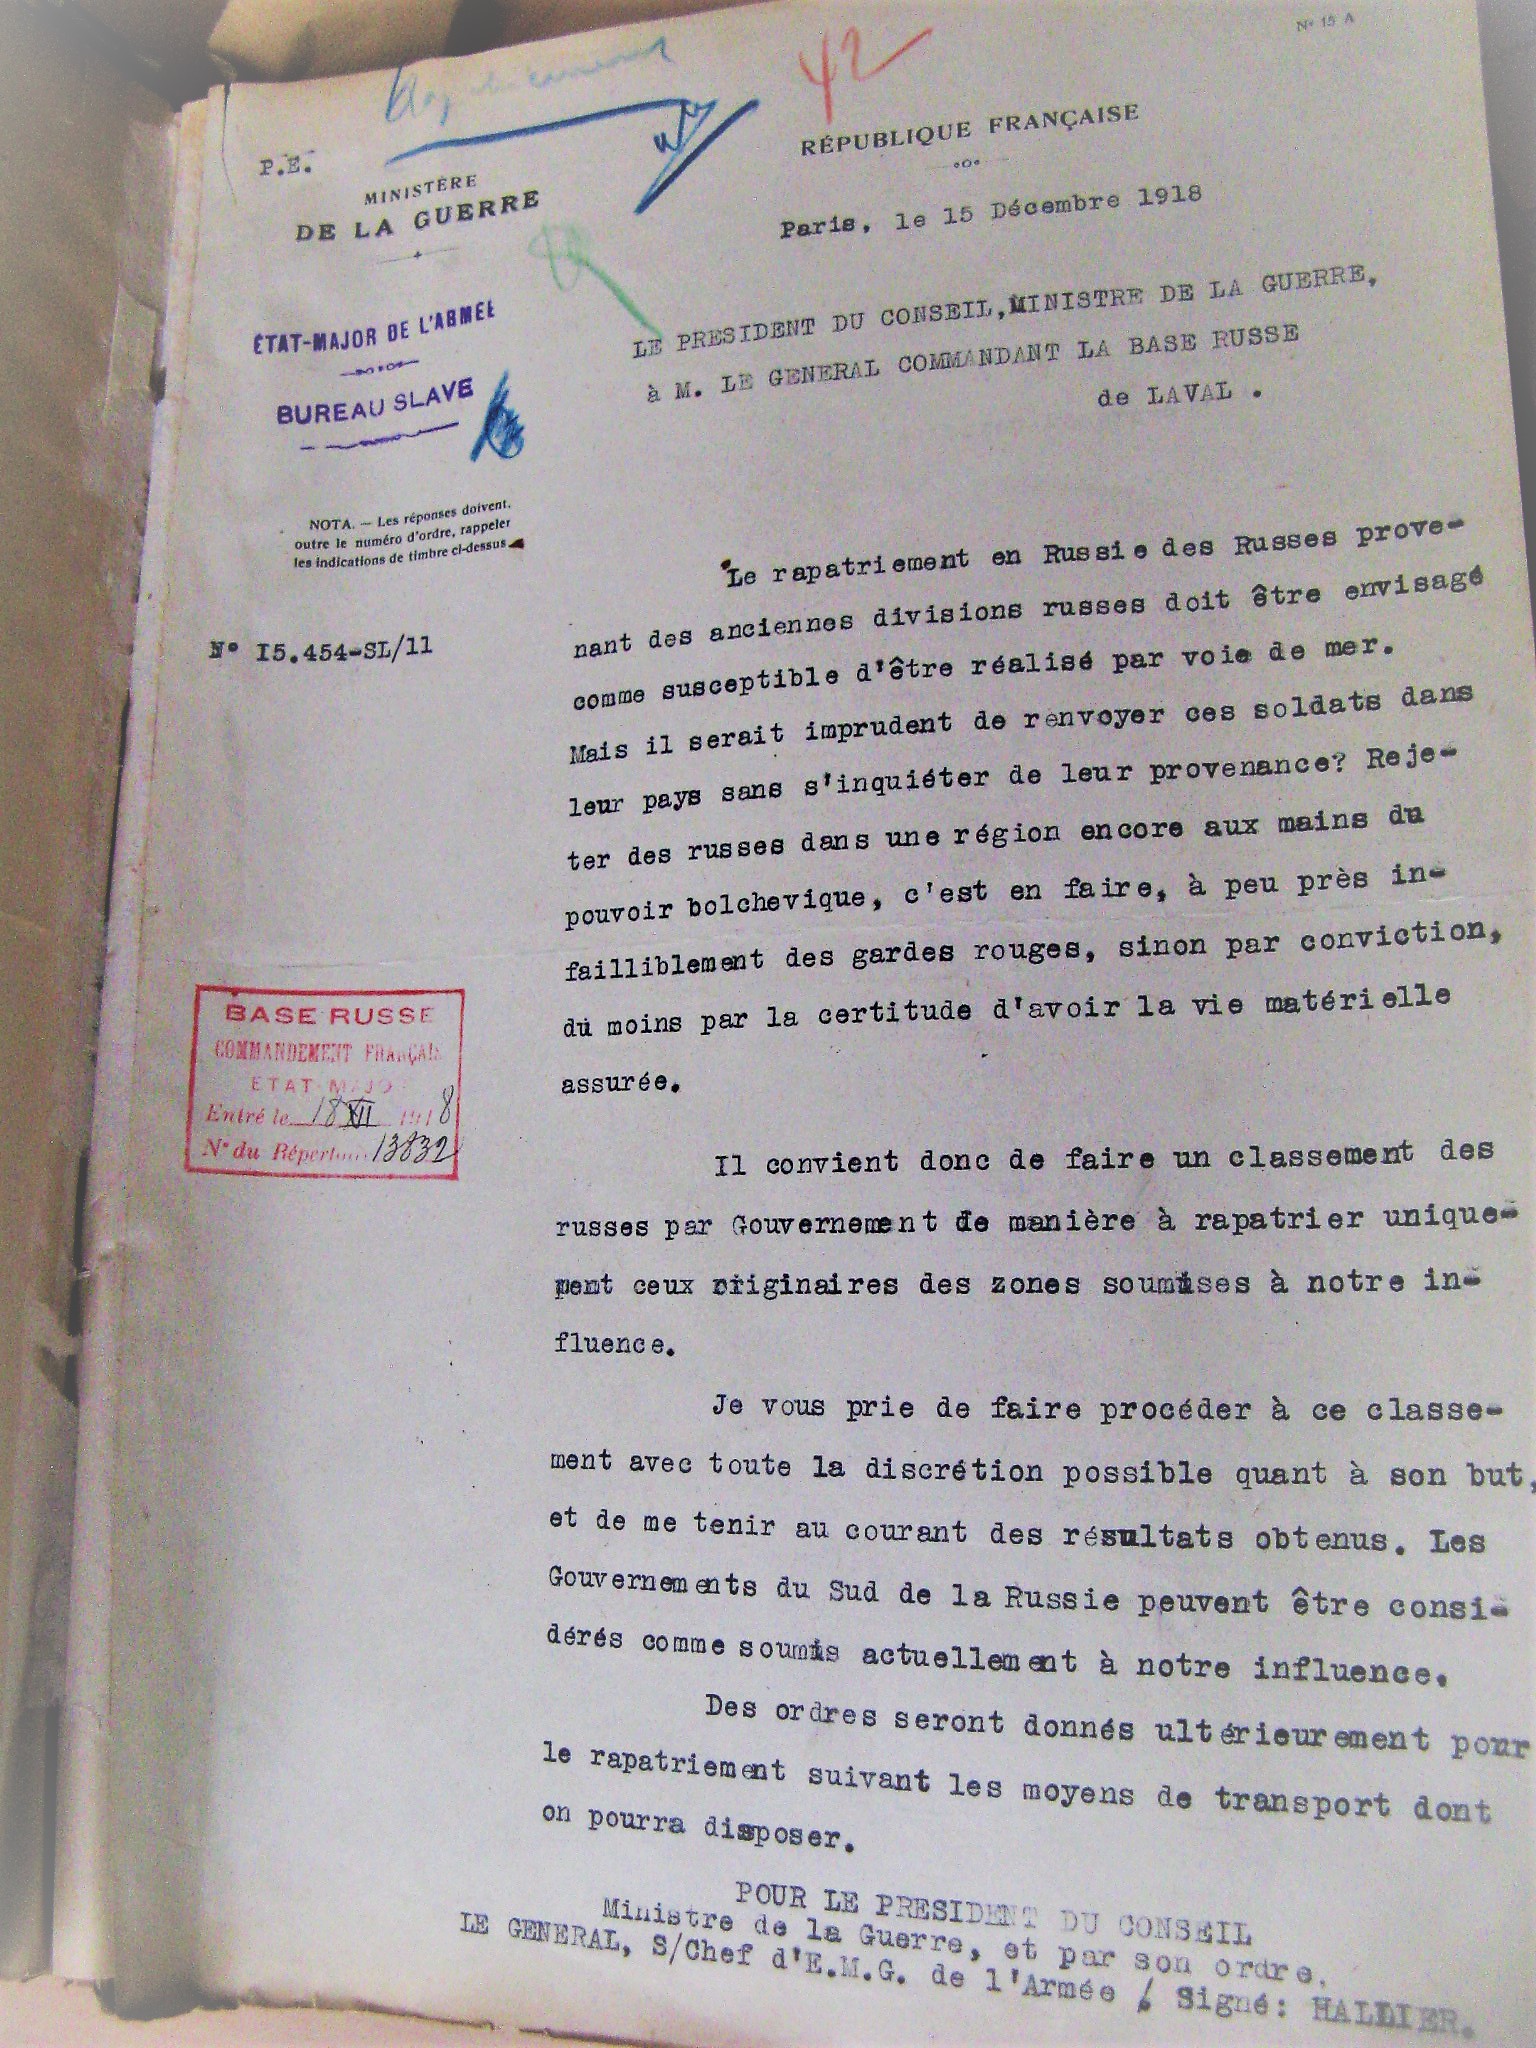 Nº 15 A
42
RÉPUBLIQUE FRANÇAISE
P.E.
MINISTÈRE
DE LA GUERRE
Paris, le 15 Décembre 1918
ÉTAT-MAJOR DE L'ARMÉE
BUREAU SLAVE
LE PRESIDENT DU CONSEIL,MINISTRE DE LA GUERRE,
à M. LE GENERAL COMMANDANT LA BASE RUSSE
de LAVAL .
NOTA. — Les réponses doivent,
outre le numéro d'ordre, rappeler
les indications de timbre ci-dessus
Nº I5.454-SL/11
Le rapatriement en Russie des Russes prove-
nant des anciennes divisions russes doit être envisagé
comme susceptible d'être réalisé par voie de mer.
Mais il serait imprudent de renvoyer ces soldats dans
leur pays sans s'inquiéter de leur provenance? Reje-
ter des russes dans une région encore aux mains du
pouvoir bolchevique, c'est en faire, à peu près in-
failliblement des gardes rouges, sinon par conviction,
du moins par la certitude d'avoir la vie matérielle
assurée.
BASE RUSSE
COMMANDEMENT FRANÇAIS
ETAT MAJOR
Entré le 18 XII 1918
Nº du Répertoire 13832
Il convient donc de faire un classement des
russes par Gouvernement de manière à rapatrier unique-
ment ceux originaires des zones soumises à notre in-
fluence.
Je vous prie de faire procéder à ce classe-
ment avec toute la discrétion possible quant à son but,
et de me tenir au courant des résultats obtenus. Les
Gouvernements du Sud de la Russie peuvent être consi-
dérés comme soumis actuellement à notre influence.
Des ordres seront donnés ultérieurement pour
le rapatriement suivant les moyens de transport dont
on pourra disposer.
POUR LE PRESIDENT DU CONSEIL
Ministre de la Guerre, et par son ordre.
LE GENERAL, S/Chef d'E.M.G. de l'Armée / Signé: HALLIER.